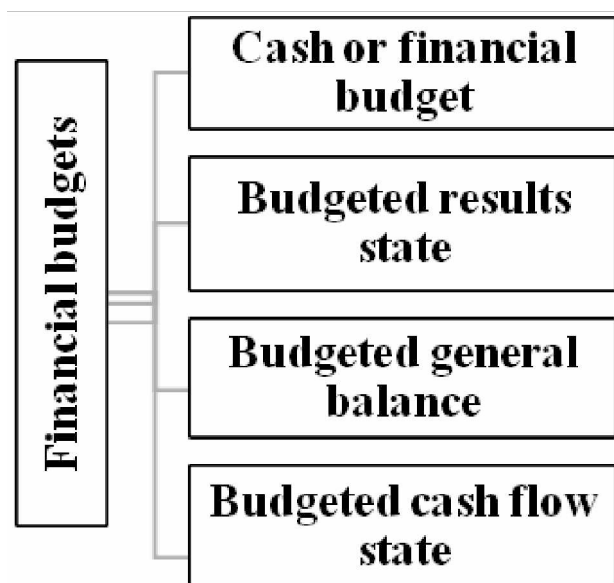 Financial budgets
Cash or financial
budget
Budgeted results
state
Budgeted general
balance
Budgeted cash flow
state